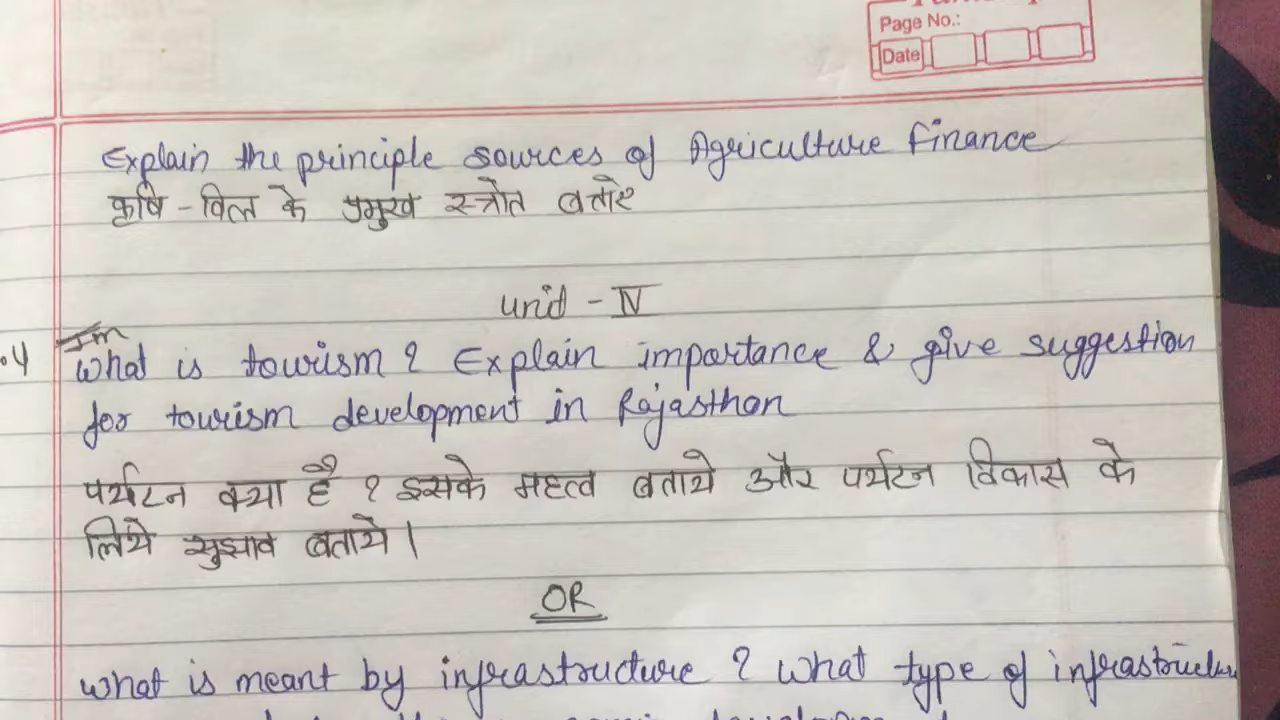 Page No.:
Date
Explain the principle sources of Agriculture Finance
कृषि - वित्त के प्रमुख स्त्रोत बताए
Unit - IV
Im
.4 What is tourism? Explain importance & give suggestion
for tourism development in Rajasthan
पर्यटन क्या है ? इसके महत्व बताये और पर्यटन विकास के
लिये सुझाव बताये।
OR
What is meant by infrastructure ? What type of infrastructure